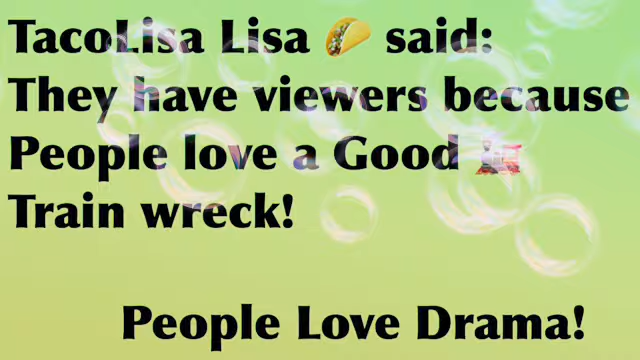 TacoLisa Lisa 🌮 said:
They have viewers because
People love a Good 🚂
Train wreck!
People Love Drama!